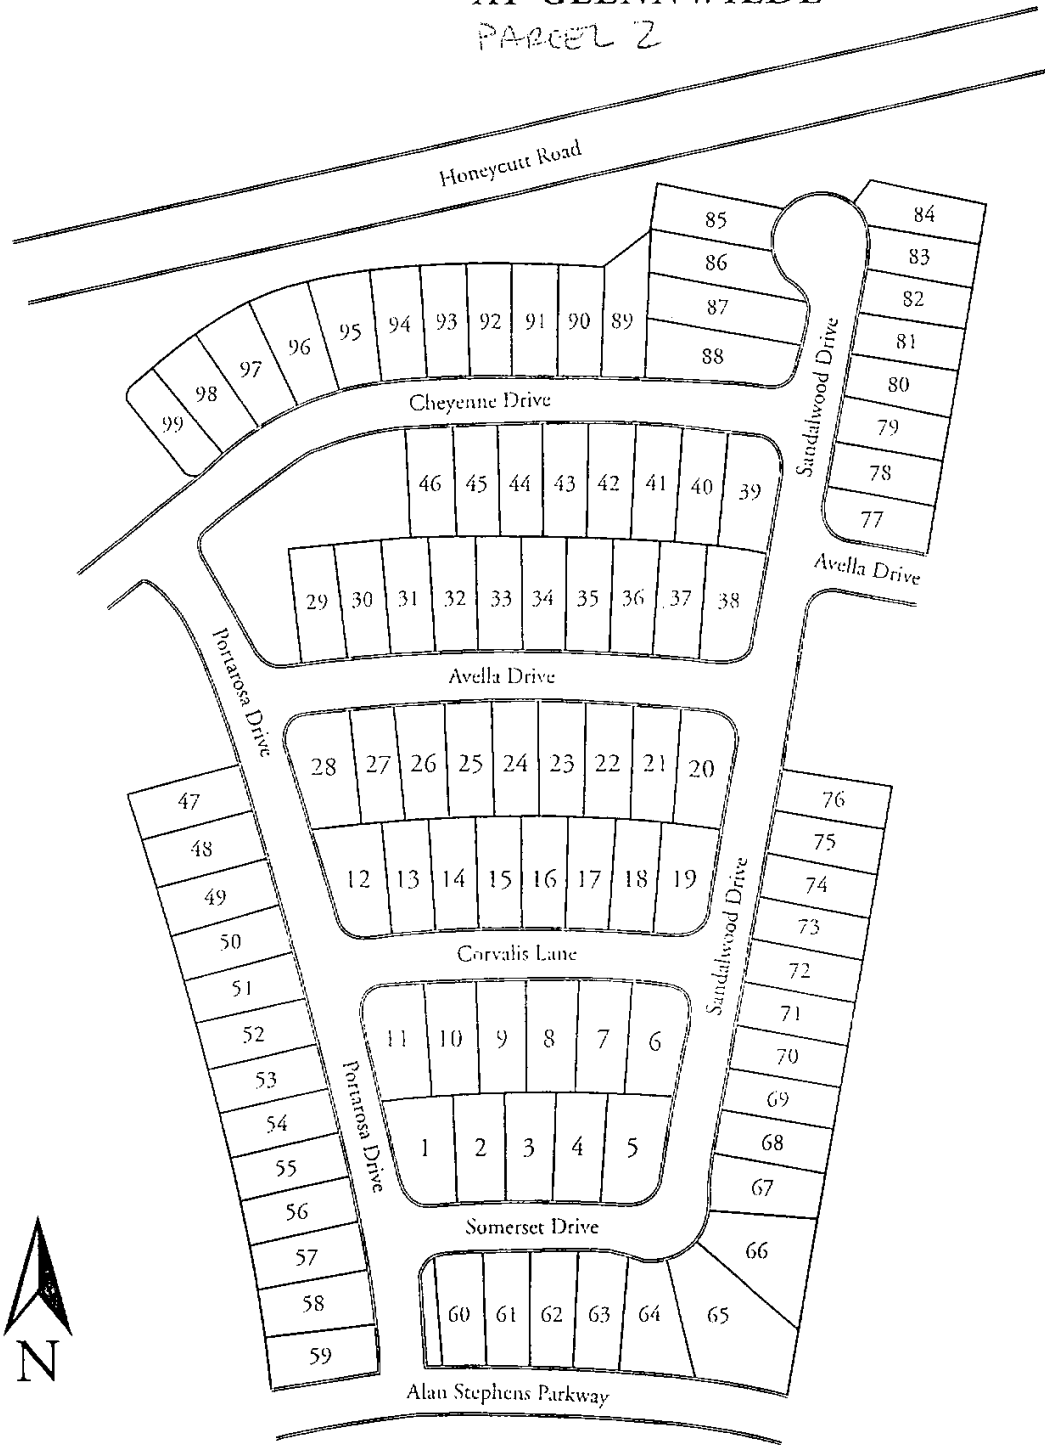 AT GLENNWILDE
PARCEL 2
Honeycutt Road
85
84
86
83
87
82
88
81
89
90
91
92
93
94
95
96
97
98
99
80
79
78
77
Sandalwood Drive
Cheyenne Drive
46 45 44 43 42 41 40 39
Avella Drive
29 30 31 32 33 34 35 36 37 38
Portarosa Drive
Avella Drive
28 27 26 25 24 23 22 21 20
12 13 14 15 16 17 18 19
47
48
49
50
51
52
53
54
55
56
57
58
59
76
75
74
73
72
71
70
69
68
67
66
65
Sandalwood Drive
Corvalis Lane
11 10 9 8 7 6
1 2 3 4 5
Portarosa Drive
Somerset Drive
60 61 62 63 64
Alan Stephens Parkway
N